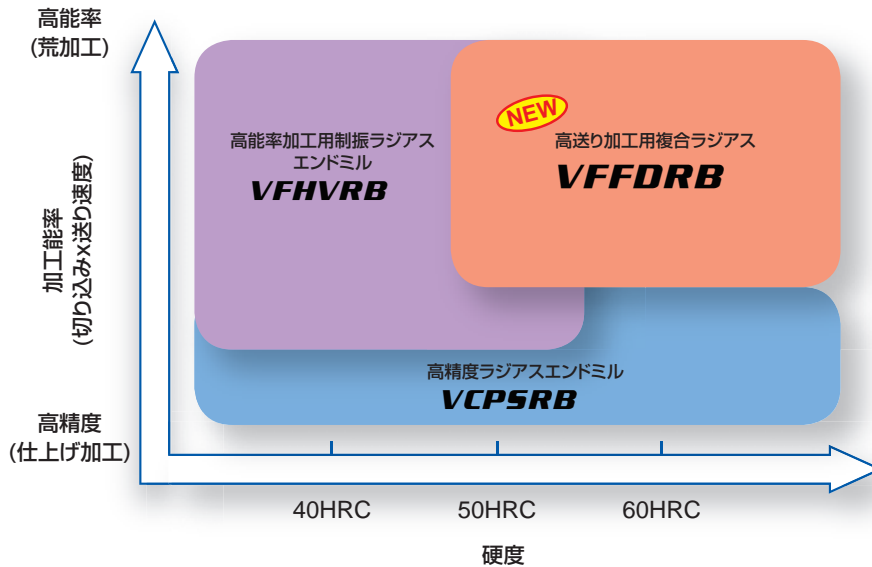 高能率
(荒加工)
加工能率
(切り込みx送り速度)
高精度
(仕上げ加工)
高能率加工用制振ラジアス
エンドミル
VFHVRB
NEW
高送り加工用複合ラジアス
VFFDRB
高精度ラジアスエンドミル
VCPSRB
40HRC
50HRC
60HRC
硬度